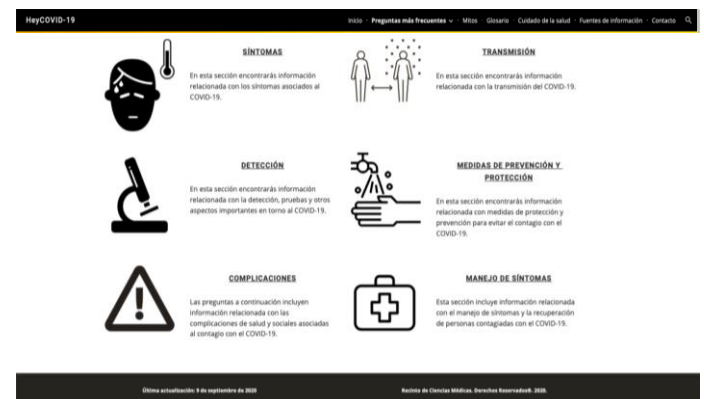 HeyCOVID-19
Inicio · Preguntas más frecuentes · Mitos · Glosario · Cuidado de la salud · Fuentes de información · Contacto
SÍNTOMAS
En esta sección encontrarás información
relacionada con los síntomas asociados al
COVID-19.
TRANSMISIÓN
En esta sección encontrarás información
relacionada con la transmisión del COVID-19.
DETECCIÓN
En esta sección encontrarás información
relacionada con la detección, pruebas y otros
aspectos importantes en torno al COVID-19.
MEDIDAS DE PREVENCIÓN Y
PROTECCIÓN
En esta sección encontrarás información
relacionada con medidas de protección y
prevención para evitar el contagio con el
COVID-19.
COMPLICACIONES
Las preguntas a continuación incluyen
información relacionada con las
complicaciones de salud y sociales asociadas
al contagio con el COVID-19.
MANEJO DE SÍNTOMAS
Esta sección incluye información relacionada
con el manejo de síntomas y la recuperación
de personas contagiadas con el COVID-19.
Última actualización: 9 de septiembre de 2020
Recinto de Ciencias Médicas. Derechos Reservados®. 2020.